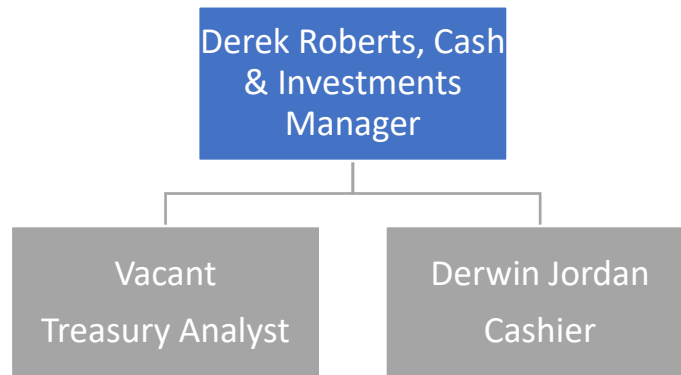 Derek Roberts, Cash
& Investments
Manager
Vacant
Treasury Analyst
Derwin Jordan
Cashier